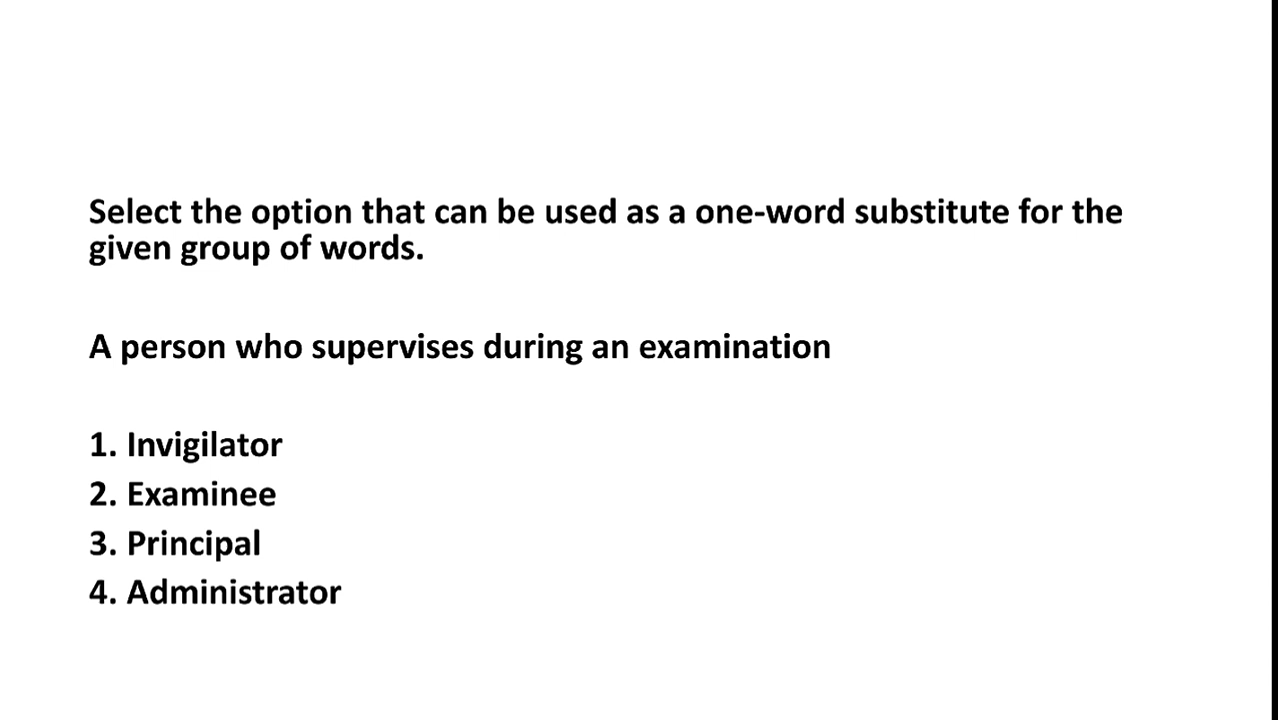 Select the option that can be used as a one-word substitute for the
given group of words.
A person who supervises during an examination
1. Invigilator
2. Examinee
3. Principal
4. Administrator